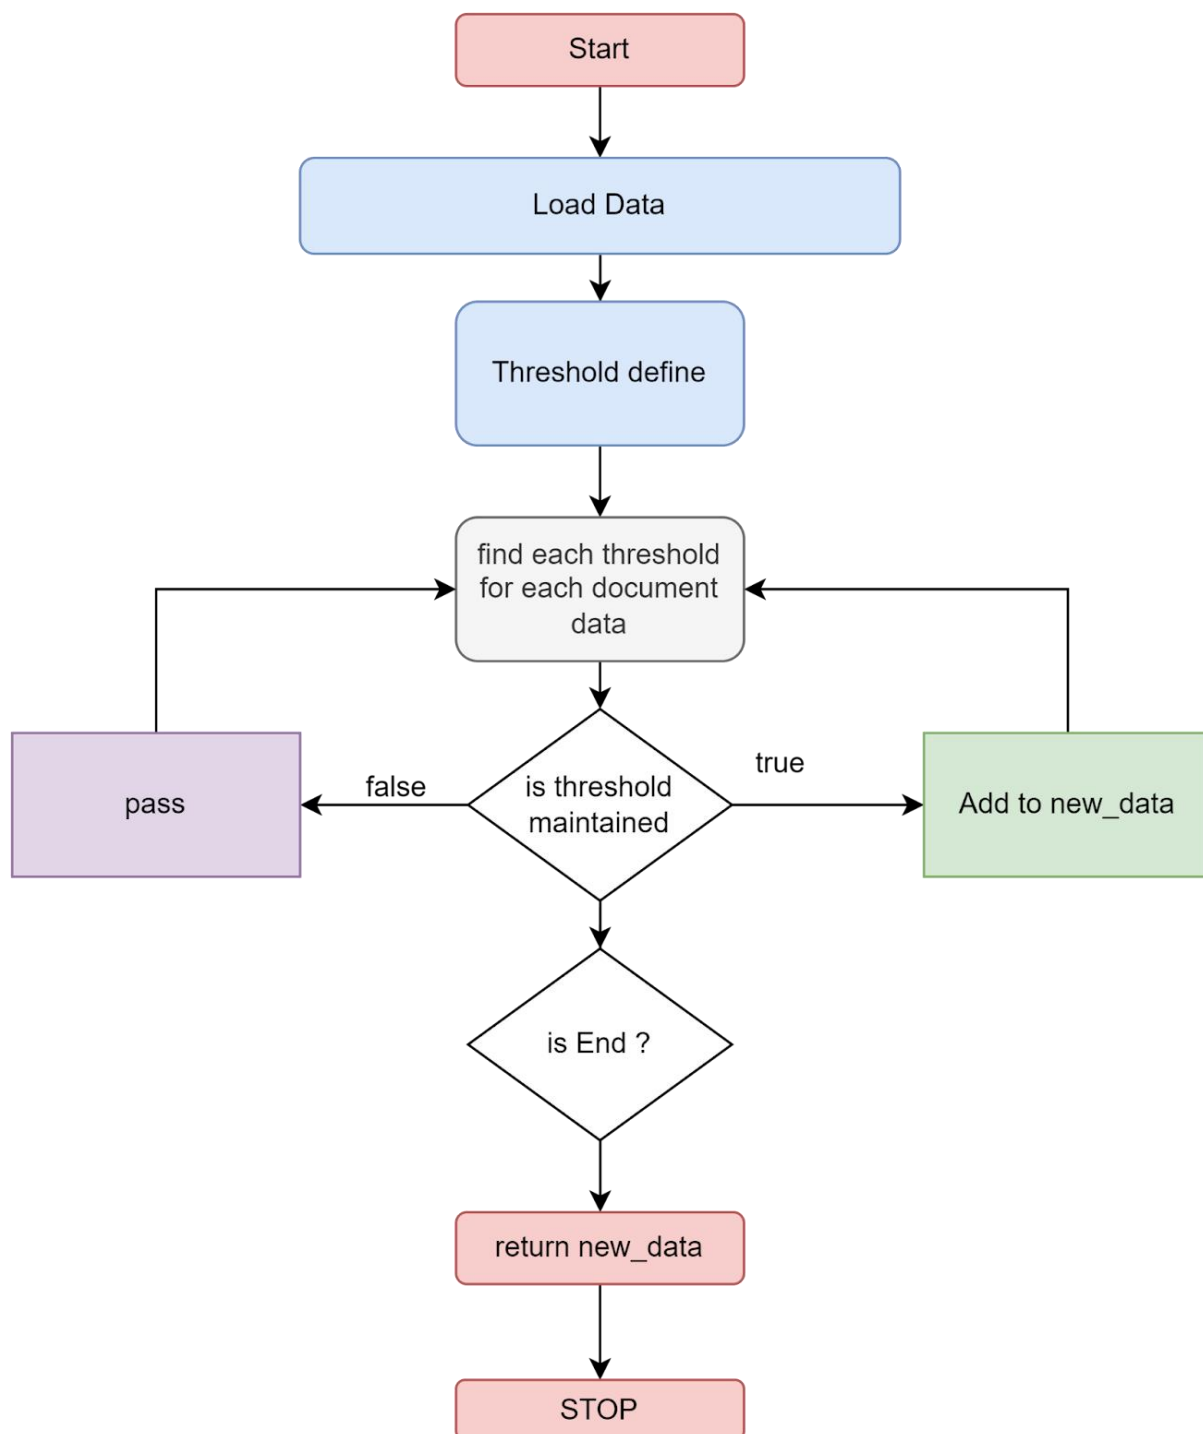 Start
Load Data
Threshold define
find each threshold
for each document
data
false
true
pass
is threshold
maintained
Add to new_data
is End ?
return new_data
STOP